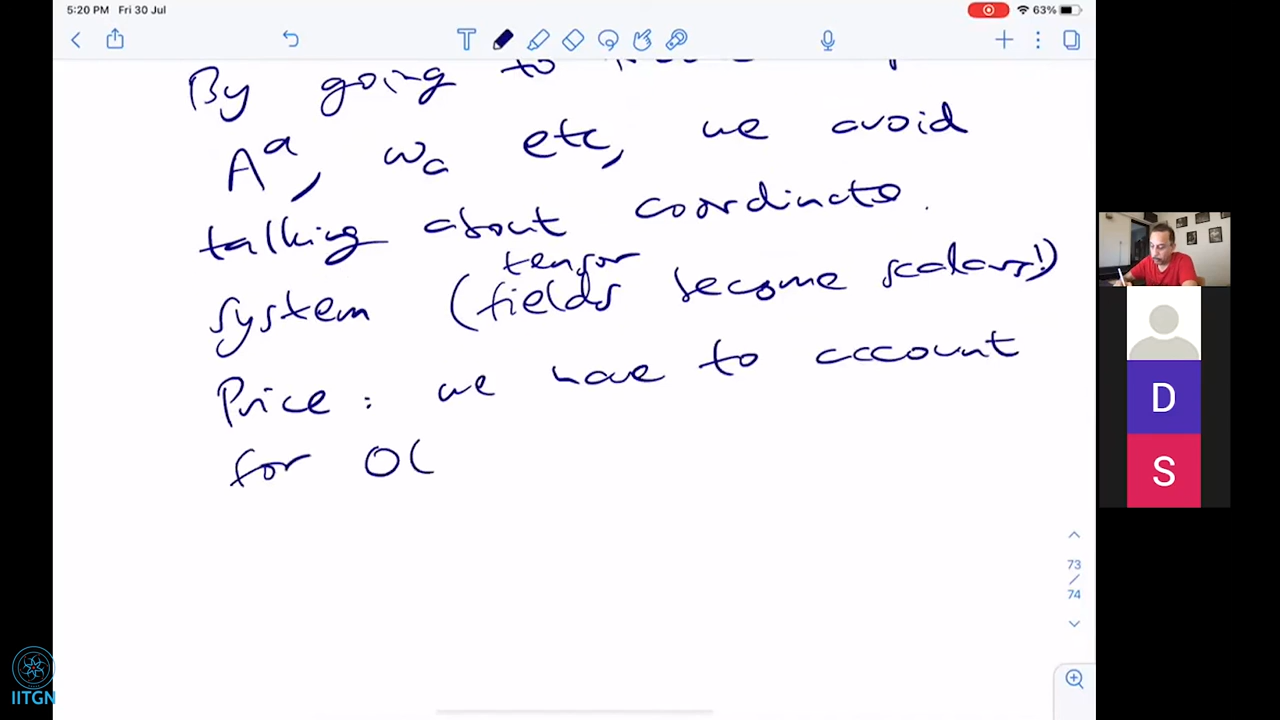 5:20 PM Fri 30 Jul
63%
By going to
A^a, ω_a etc, we avoid
talking about coordinate
tensor
system (fields become scalars!)
Price : we have to account
for O(
73
/
74
D
S
IITGN